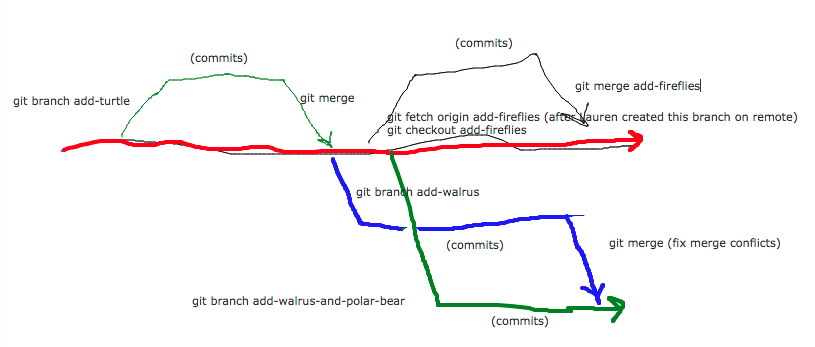 (commits)
(commits)
git merge add-fireflies
git branch add-turtle
git merge
git fetch origin add-fireflies (after lauren created this branch on remote)
git checkout add-fireflies
git branch add-walrus
(commits)
git merge (fix merge conflicts)
git branch add-walrus-and-polar-bear
(commits)